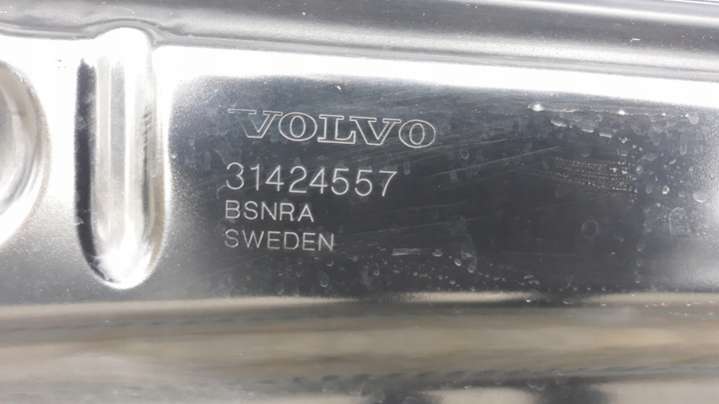 VOLVO
31424557
BSNRA
SWEDEN